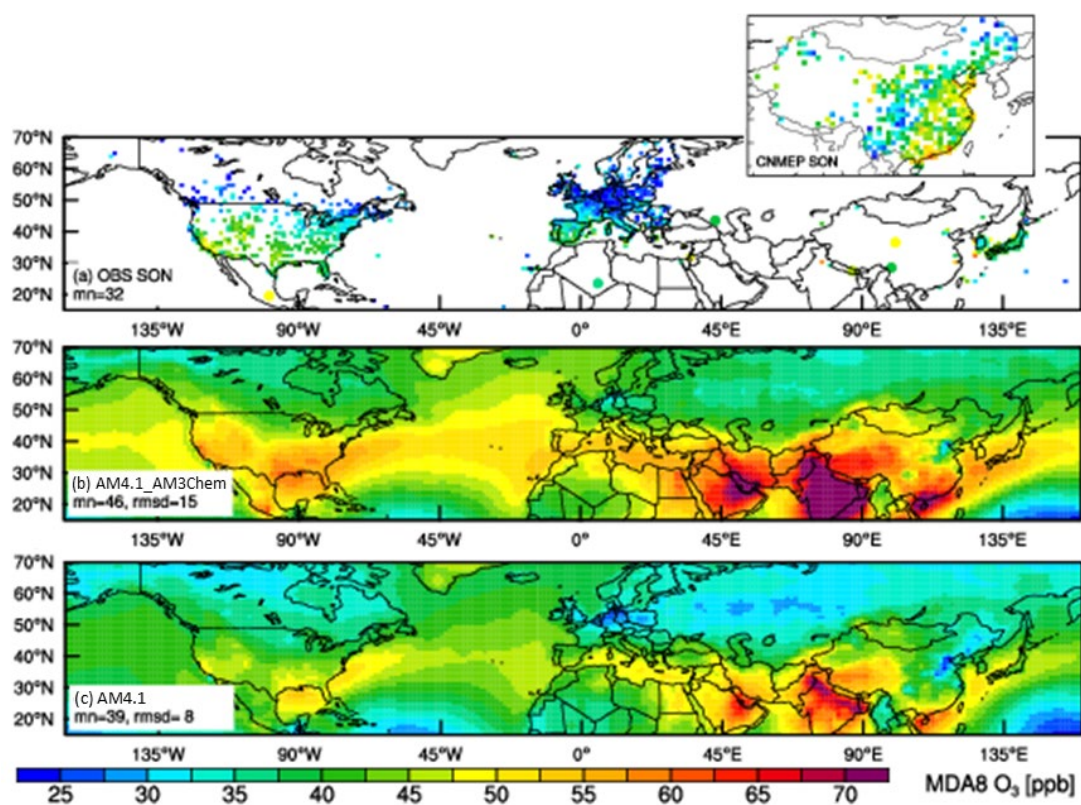 CNMEP SON
70°N
60°N
50°N
40°N
30°N
20°N
(a) OBS SON
mn=32
135°W 90°W 45°W 0° 45°E 90°E 135°E
70°N
60°N
50°N
40°N
30°N
20°N
(b) AM4.1_AM3Chem
mn=46, rmsd=15
135°W 90°W 45°W 0° 45°E 90°E 135°E
70°N
60°N
50°N
40°N
30°N
20°N
(c) AM4.1
mn=39, rmsd= 8
135°W 90°W 45°W 0° 45°E 90°E 135°E
25 30 35 40 45 50 55 60 65 70 MDA8 O₃ [ppb]